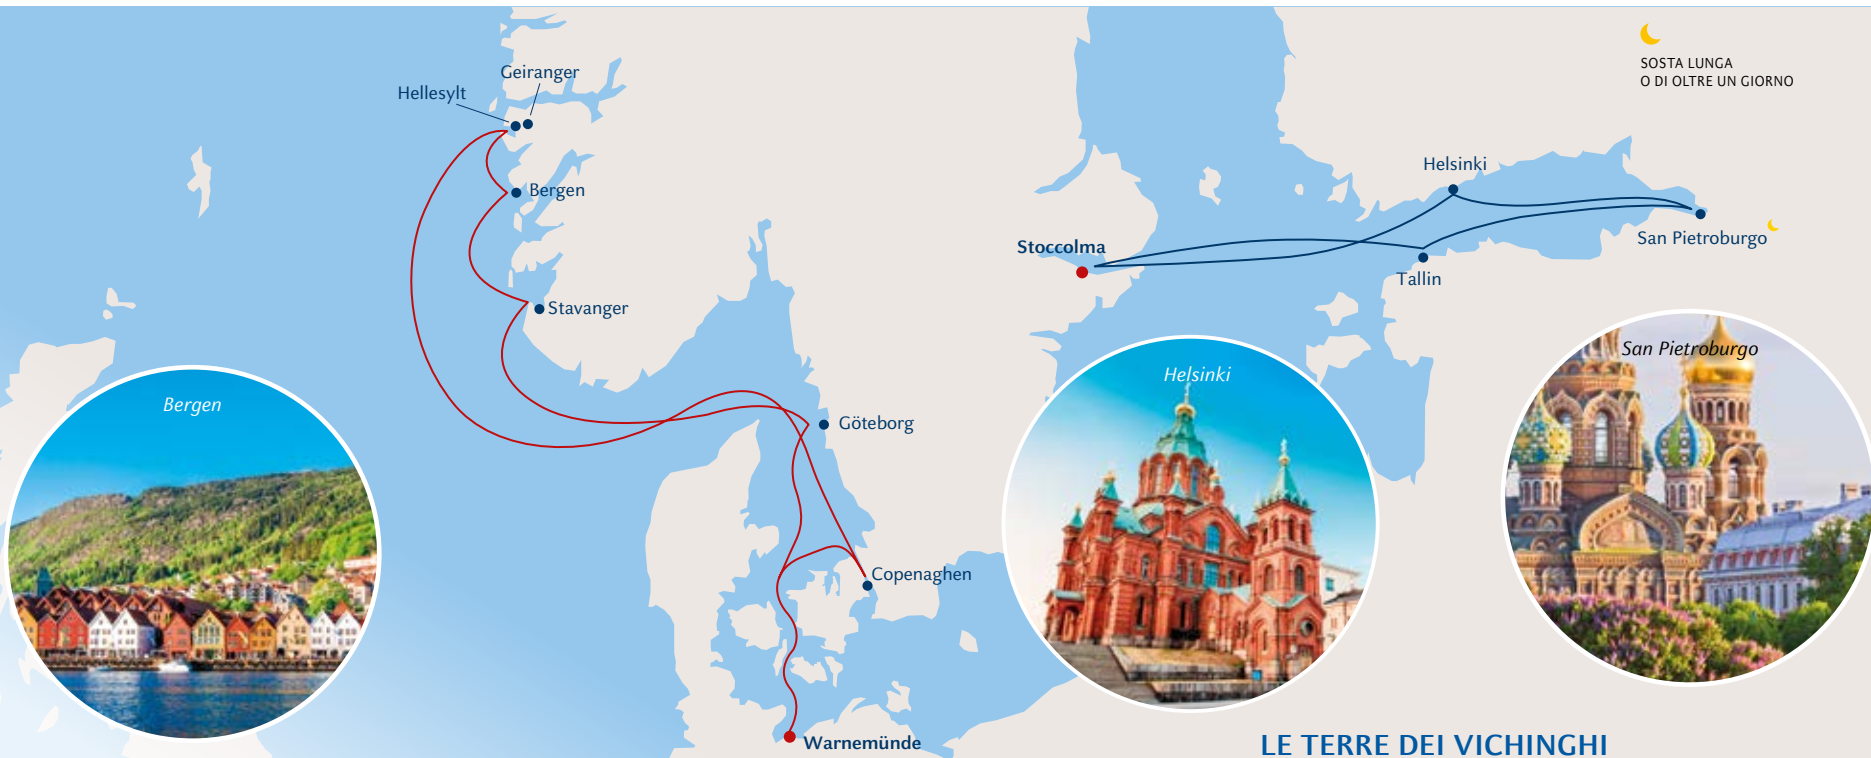 SOSTA LUNGA
O DI OLTRE UN GIORNO
Geiranger
Hellesylt
Bergen
Stavanger
Göteborg
Copenaghen
Warnemünde
Stoccolma
Helsinki
San Pietroburgo
Tallin
Bergen
Helsinki
San Pietroburgo
LE TERRE DEI VICHINGHI